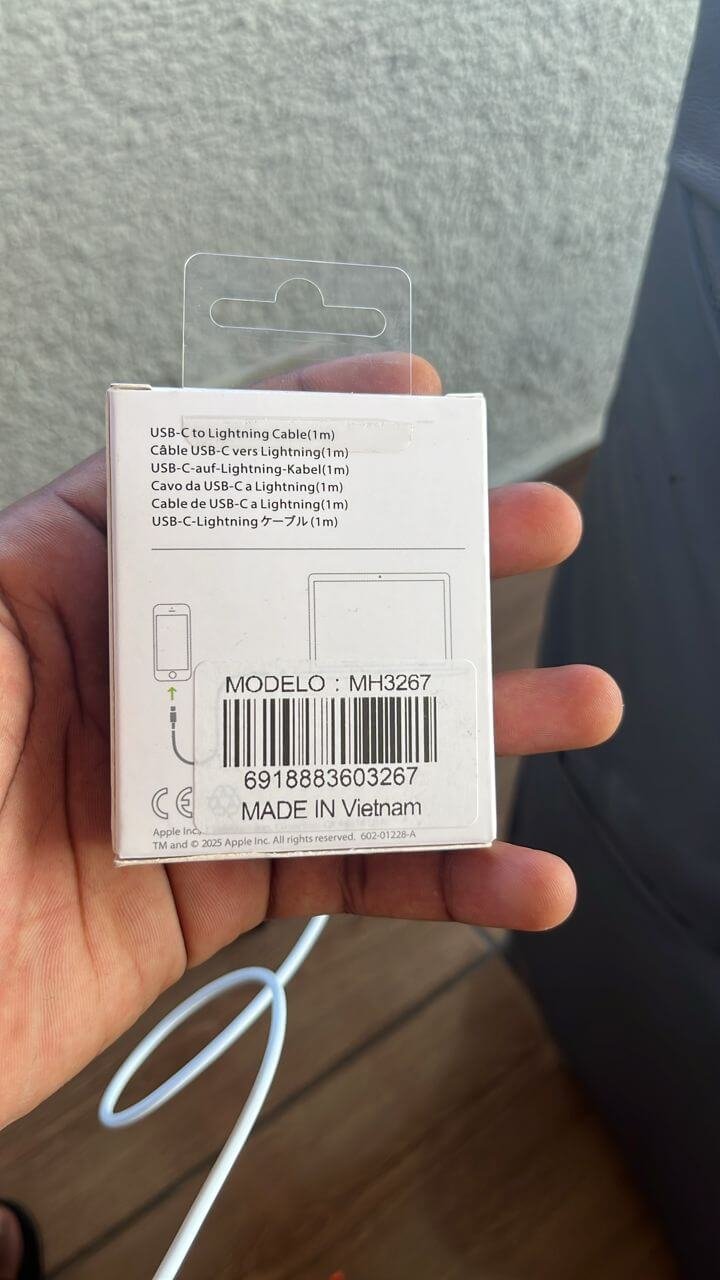 USB-C to Lightning Cable(1m)
Câble USB-C vers Lightning(1m)
USB-C-auf-Lightning-Kabel(1m)
Cavo da USB-C a Lightning(1m)
Cable de USB-C a Lightning(1m)
USB-C-Lightning ケーブル (1m)
MODELO : MH3267
6918883603267
MADE IN Vietnam
CE
Apple Inc.,
TM and © 2025 Apple Inc. All rights reserved. 602-01228-A